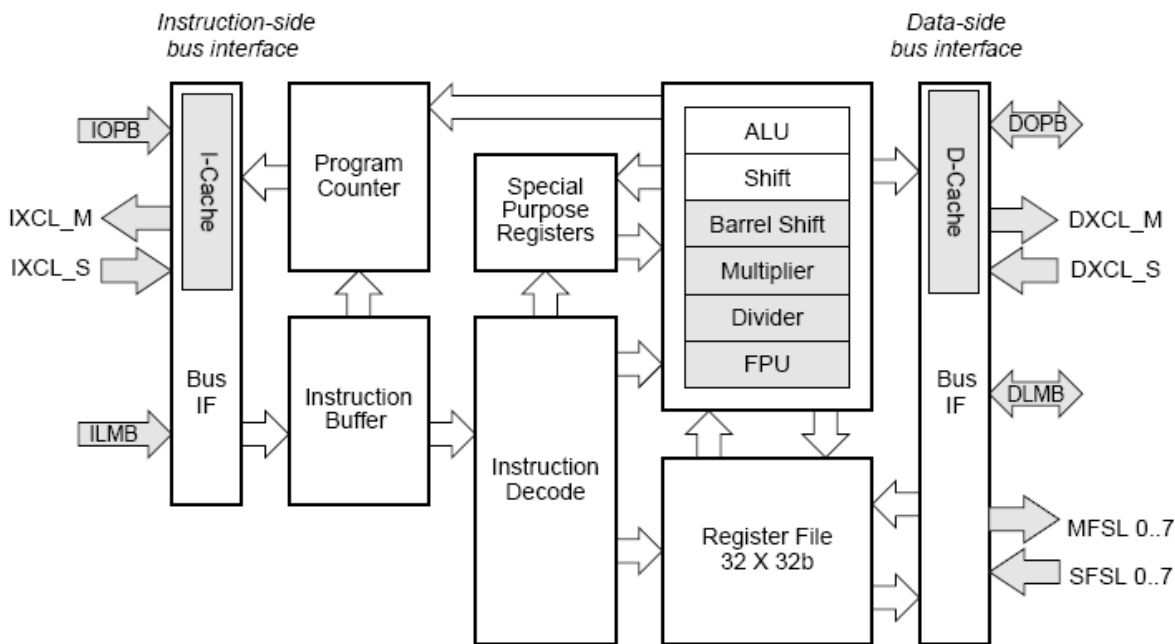 Instruction-side
bus interface
Data-side
bus interface
IOPB
I-Cache
IXCL_M
IXCL_S
Bus
IF
ILMB
Program
Counter
Special
Purpose
Registers
Instruction
Buffer
Instruction
Decode
ALU
Shift
Barrel Shift
Multiplier
Divider
FPU
Register File
32 X 32b
D-Cache
Bus
IF
DOPB
DXCL_M
DXCL_S
DLMB
MFSL 0..7
SFSL 0..7